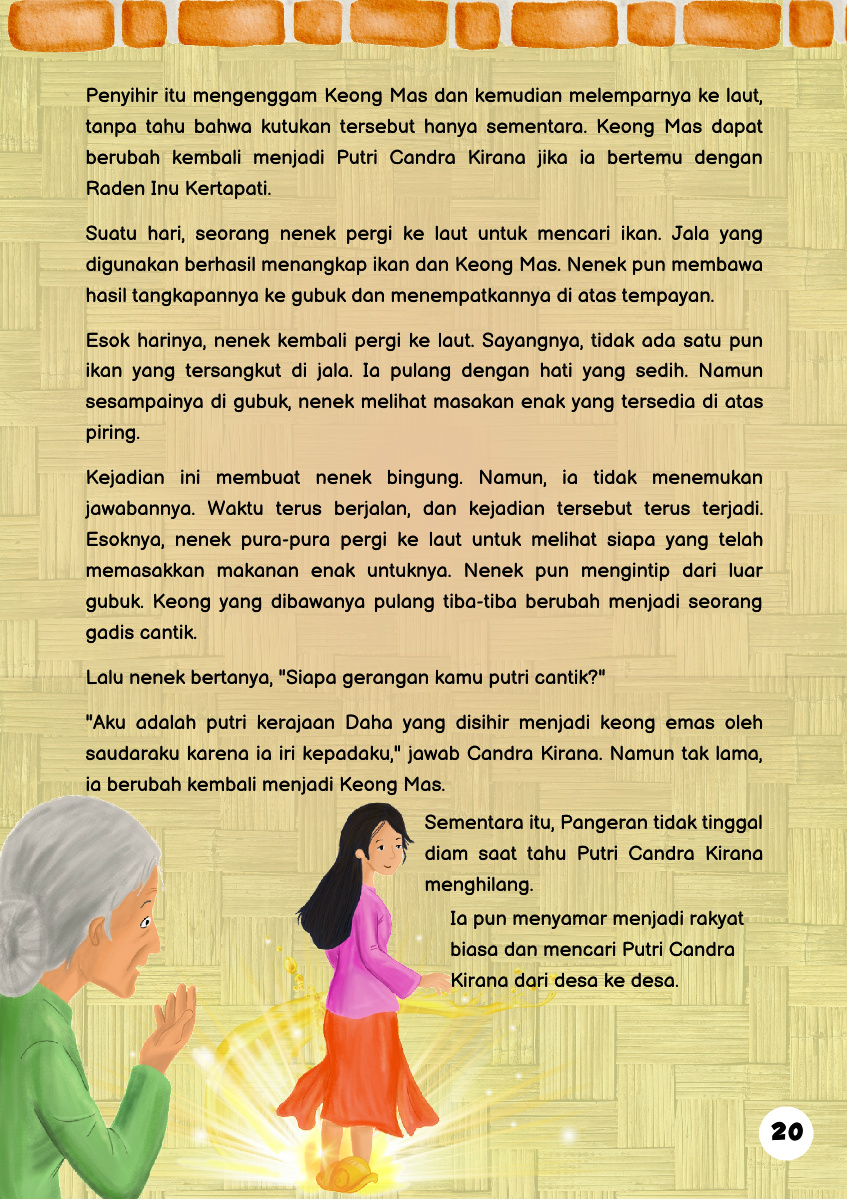 Penyihir itu mengenggam Keong Mas dan kemudian melemparnya ke laut,
tanpa tahu bahwa kutukan tersebut hanya sementara. Keong Mas dapat
berubah kembali menjadi Putri Candra Kirana jika ia bertemu dengan
Raden Inu Kertapati.
Suatu hari, seorang nenek pergi ke laut untuk mencari ikan. Jala yang
digunakan berhasil menangkap ikan dan Keong Mas. Nenek pun membawa
hasil tangkapannya ke gubuk dan menempatkannya di atas tempayan.
Esok harinya, nenek kembali pergi ke laut. Sayangnya, tidak ada satu pun
ikan yang tersangkut di jala. Ia pulang dengan hati yang sedih. Namun
sesampainya di gubuk, nenek melihat masakan enak yang tersedia di atas
piring.
Kejadian ini membuat nenek bingung. Namun, ia tidak menemukan
jawabannya. Waktu terus berjalan, dan kejadian tersebut terus terjadi.
Esoknya, nenek pura-pura pergi ke laut untuk melihat siapa yang telah
memasakkan makanan enak untuknya. Nenek pun mengintip dari luar
gubuk. Keong yang dibawanya pulang tiba-tiba berubah menjadi seorang
gadis cantik.
Lalu nenek bertanya, "Siapa gerangan kamu putri cantik?"
"Aku adalah putri kerajaan Daha yang disihir menjadi keong emas oleh
saudaraku karena ia iri kepadaku," jawab Candra Kirana. Namun tak lama,
ia berubah kembali menjadi Keong Mas.
Sementara itu, Pangeran tidak tinggal
diam saat tahu Putri Candra Kirana
menghilang.
Ia pun menyamar menjadi rakyat
biasa dan mencari Putri Candra
Kirana dari desa ke desa.
20